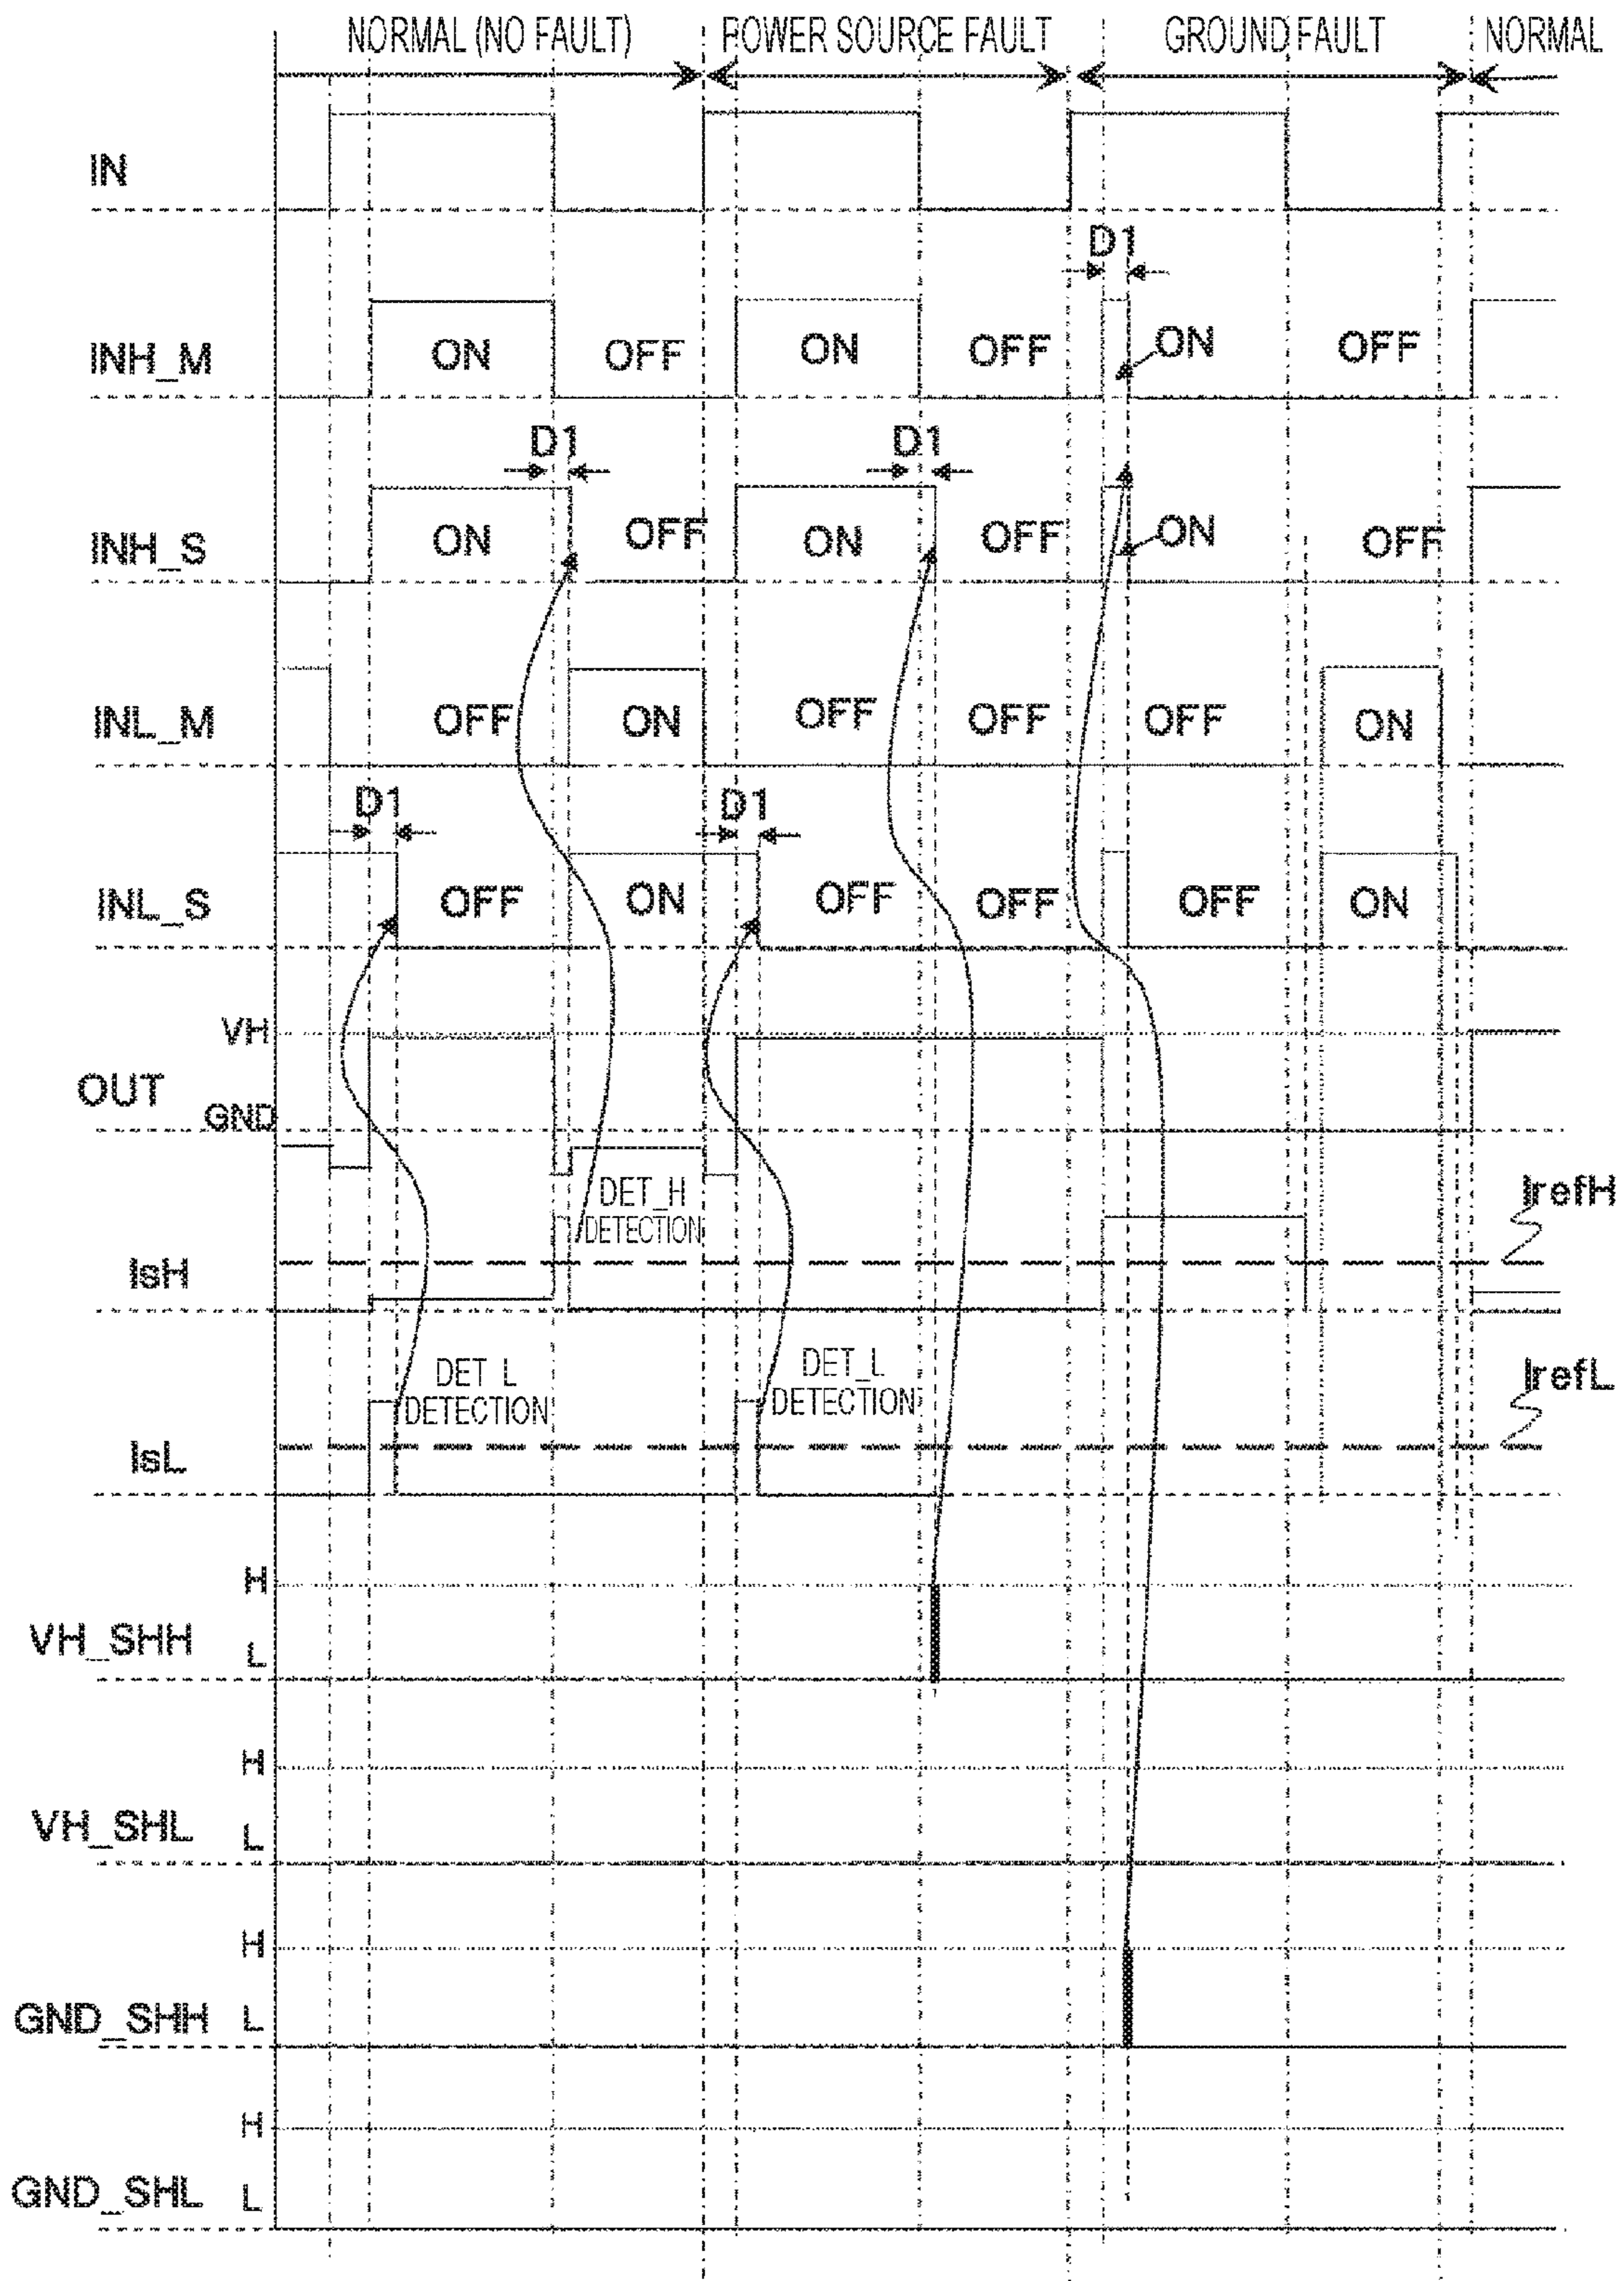 NORMAL (NO FAULT) POWER SOURCE FAULT GROUND FAULT NORMAL
IN
D1
INH_M ON OFF ON OFF ON OFF
D1 D1
INH_S ON OFF ON OFF ON OFF
INL_M OFF ON OFF OFF OFF ON
D1 D1
INL_S OFF ON OFF OFF OFF ON
VH
OUT
GND
DET_H
DETECTION
IrefH
IsH
DET L
DETECTION
DET_L
DETECTION
IrefL
IsL
H
VH_SHH L
H
VH_SHL L
H
GND_SHH L
H
GND_SHL L